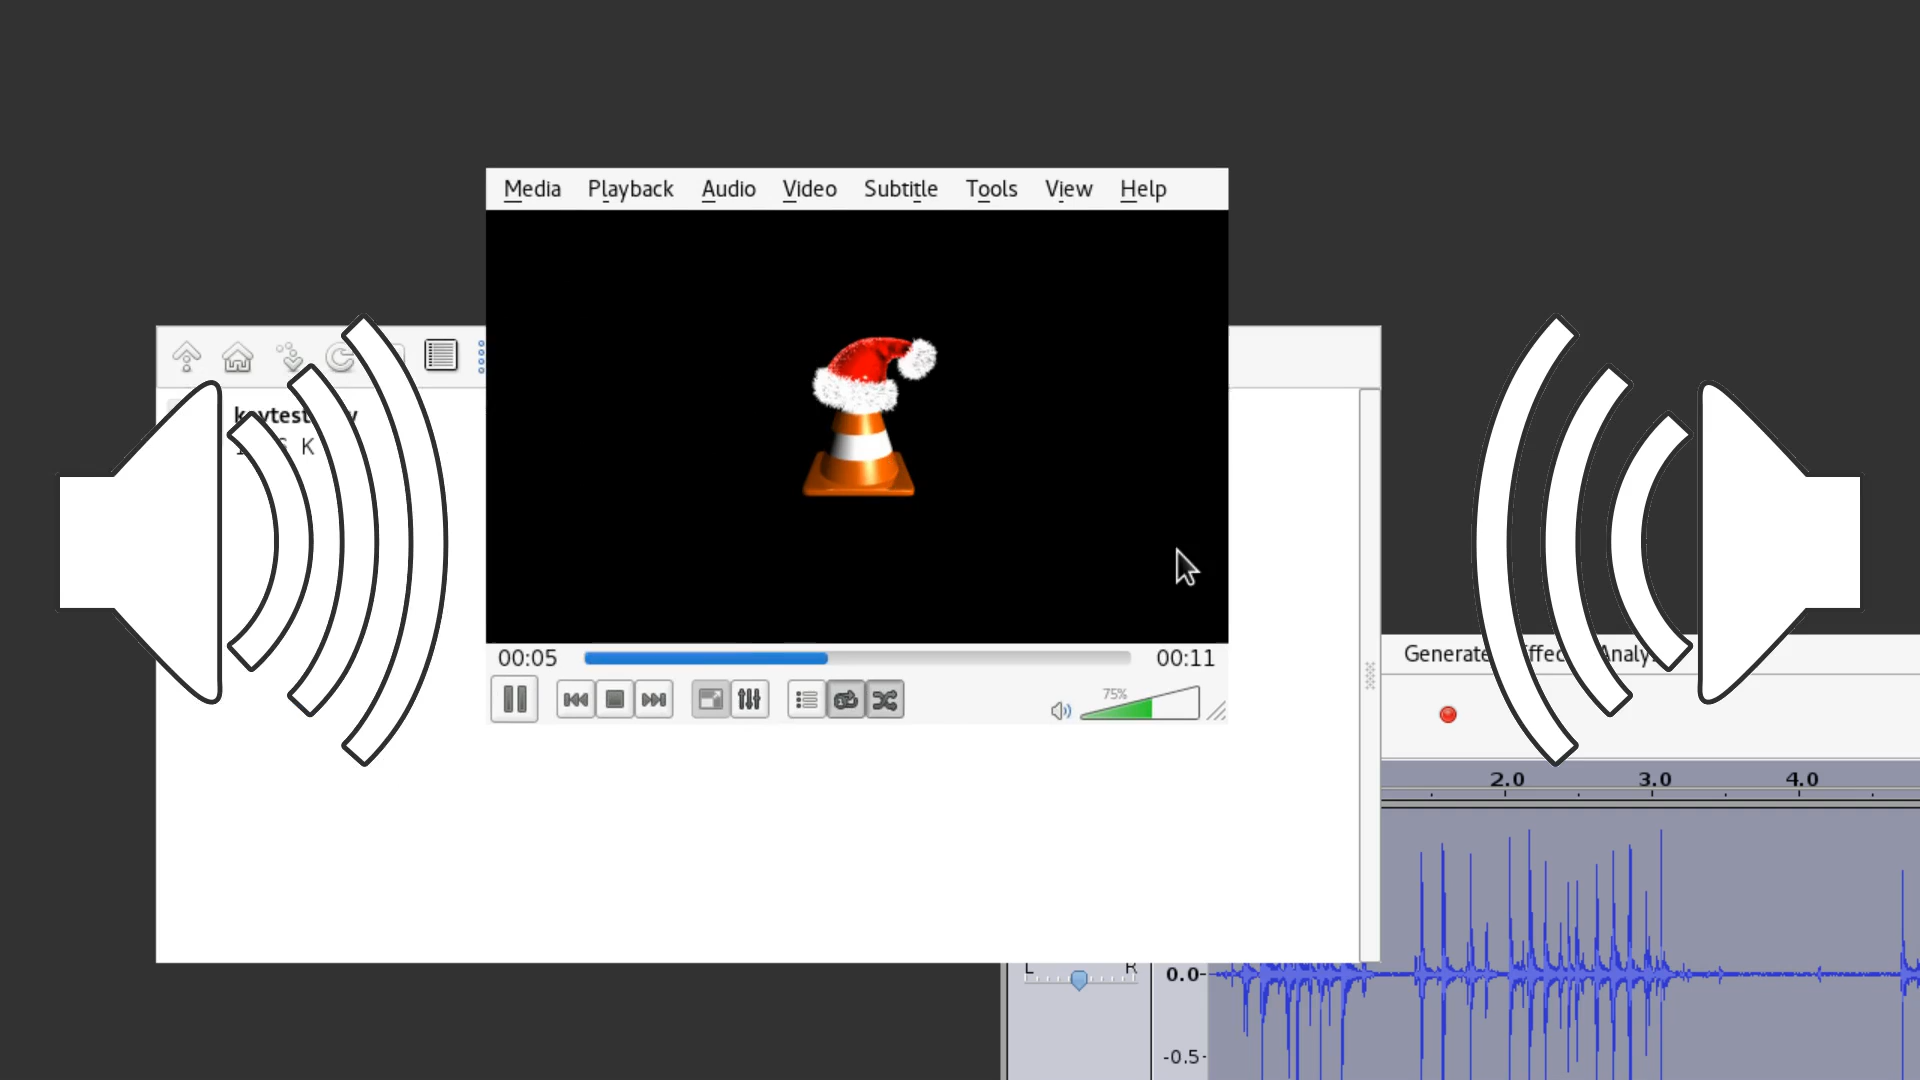 Media Playback Audio Video Subtitle Tools View Help
K
00:05 00:11
75%
Generate
2.0 3.0 4.0
L R
0.0
-0.5